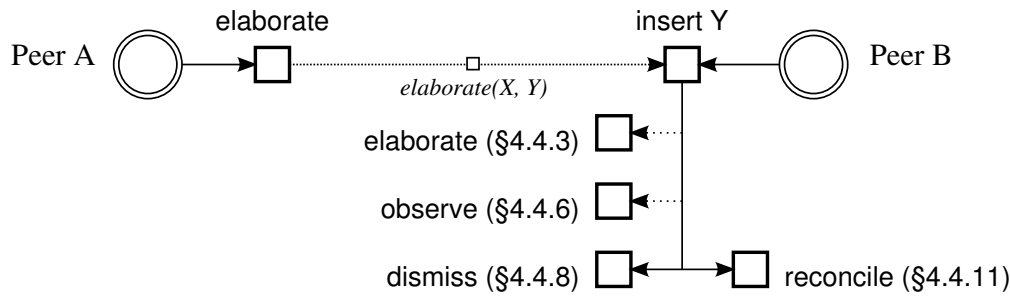 elaborate
insert Y
Peer A
Peer B
elaborate(X, Y)
elaborate (§4.4.3)
observe (§4.4.6)
dismiss (§4.4.8)
reconcile (§4.4.11)